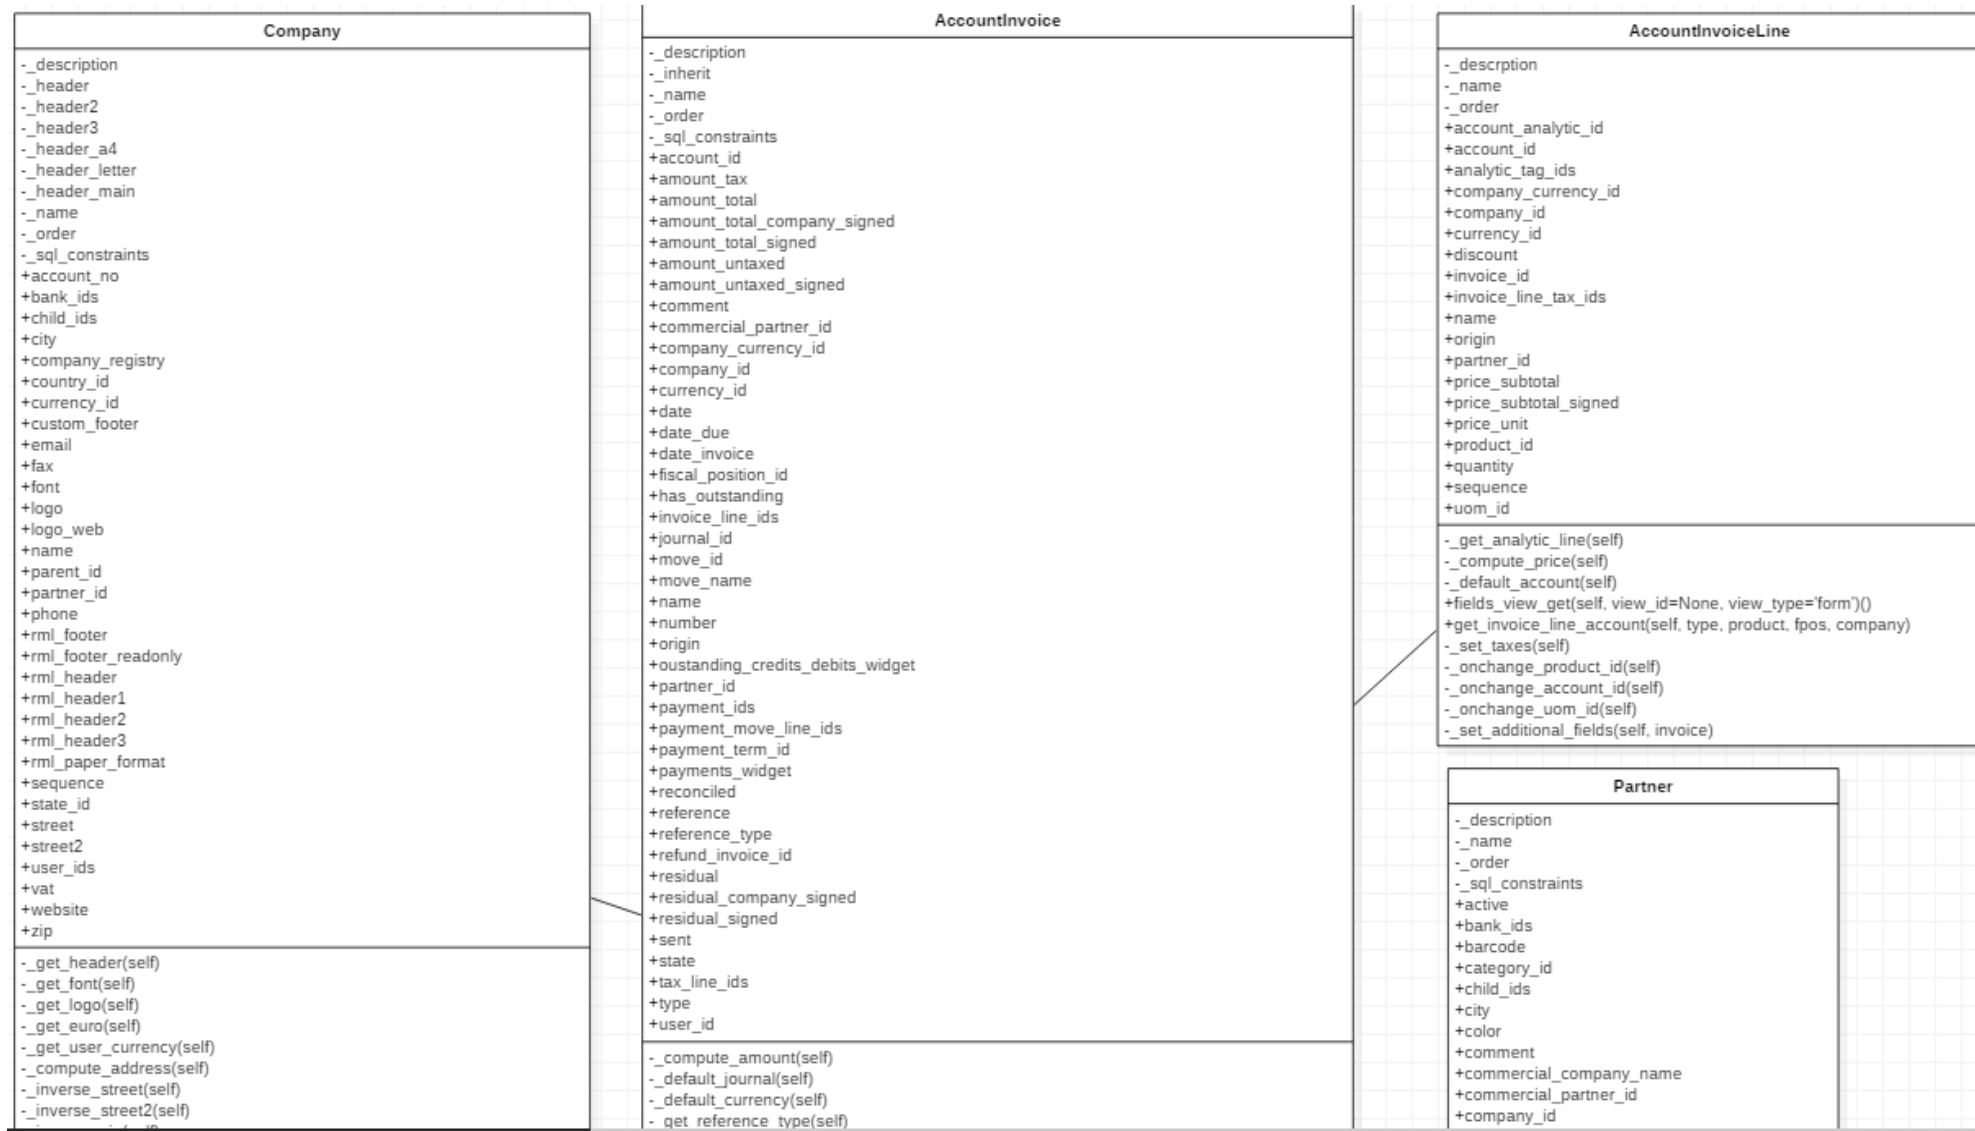 Company
-_description
-_header
-_header2
-_header3
-_header_a4
-_header_letter
-_header_main
-_name
-_order
-_sql_constraints
+account_no
+bank_ids
+child_ids
+city
+company_registry
+country_id
+currency_id
+custom_footer
+email
+fax
+font
+logo
+logo_web
+name
+parent_id
+partner_id
+phone
+rml_footer
+rml_footer_readonly
+rml_header
+rml_header1
+rml_header2
+rml_header3
+rml_paper_format
+sequence
+state_id
+street
+street2
+user_ids
+vat
+website
+zip
-_get_header(self)
-_get_font(self)
-_get_logo(self)
-_get_euro(self)
-_get_user_currency(self)
-_compute_address(self)
-_inverse_street(self)
-_inverse_street2(self)
AccountInvoice
-_description
-_inherit
-_name
-_order
-_sql_constraints
+account_id
+amount_tax
+amount_total
+amount_total_company_signed
+amount_total_signed
+amount_untaxed
+amount_untaxed_signed
+comment
+commercial_partner_id
+company_currency_id
+company_id
+currency_id
+date
+date_due
+date_invoice
+fiscal_position_id
+has_outstanding
+invoice_line_ids
+journal_id
+move_id
+move_name
+name
+number
+origin
+oustanding_credits_debits_widget
+partner_id
+payment_ids
+payment_move_line_ids
+payment_term_id
+payments_widget
+reconciled
+reference
+reference_type
+refund_invoice_id
+residual
+residual_company_signed
+residual_signed
+sent
+state
+tax_line_ids
+type
+user_id
-_compute_amount(self)
-_default_journal(self)
-_default_currency(self)
-_get_reference_type(self)
AccountInvoiceLine
-_descrption
-_name
-_order
+account_analytic_id
+account_id
+analytic_tag_ids
+company_currency_id
+company_id
+currency_id
+discount
+invoice_id
+invoice_line_tax_ids
+name
+origin
+partner_id
+price_subtotal
+price_subtotal_signed
+price_unit
+product_id
+quantity
+sequence
+uom_id
-_get_analytic_line(self)
-_compute_price(self)
-_default_account(self)
+fields_view_get(self, view_id=None, view_type='form')()
+get_invoice_line_account(self, type, product, fpos, company)
-_set_taxes(self)
-_onchange_product_id(self)
-_onchange_account_id(self)
-_onchange_uom_id(self)
-_set_additional_fields(self, invoice)
Partner
-_description
-_name
-_order
-_sql_constraints
+active
+bank_ids
+barcode
+category_id
+child_ids
+city
+color
+comment
+commercial_company_name
+commercial_partner_id
+company_id